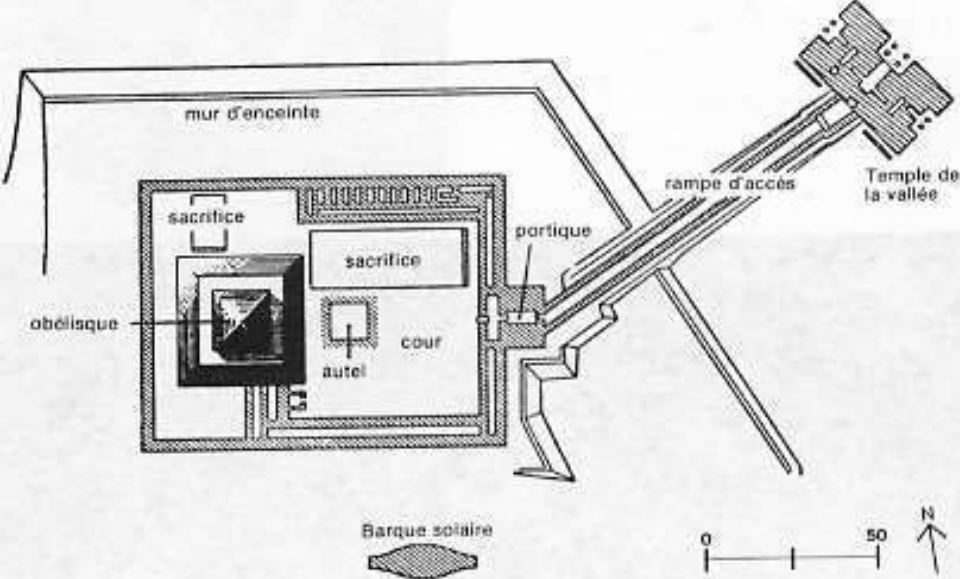 mur d'enceinte
rampe d'accès
Temple de
la vallée
sacrifice
portique
sacrifice
obélisque
cour
autel
Barque solaire
0
50
N